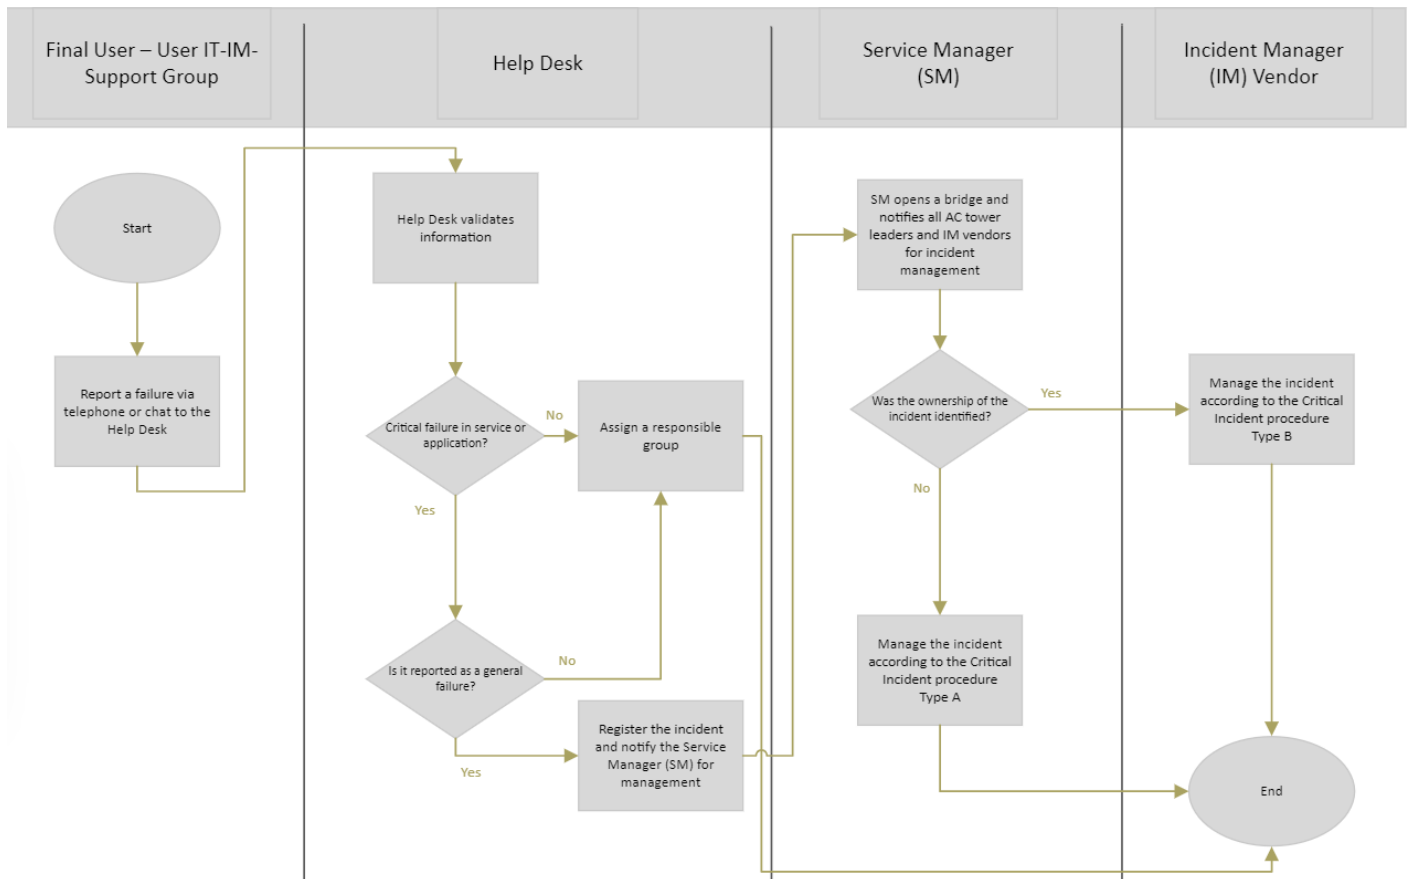 Final User – User IT-IM-
Support Group
Help Desk
Service Manager
(SM)
Incident Manager
(IM) Vendor
Start
Report a failure via
telephone or chat to the
Help Desk
Help Desk validates
information
Critical failure in service or
application?
No
Yes
Assign a responsible
group
Is it reported as a general
failure?
No
Yes
Register the incident
and notify the Service
Manager (SM) for
management
SM opens a bridge and
notifies all AC tower
leaders and IM vendors
for incident
management
Was the ownership of the
incident identified?
Yes
No
Manage the incident
according to the Critical
Incident procedure
Type A
Manage the incident
according to the Critical
Incident procedure
Type B
End